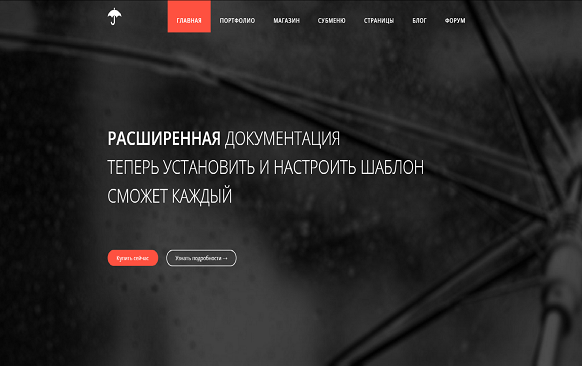 ГЛАВНАЯ ПОРТФОЛИО МАГАЗИН СУБМЕНЮ СТРАНИЦЫ БЛОГ ФОРУМ
РАСШИРЕННАЯ ДОКУМЕНТАЦИЯ
ТЕПЕРЬ УСТАНОВИТЬ И НАСТРОИТЬ ШАБЛОН
СМОЖЕТ КАЖДЫЙ
Купить сейчас Узнать подробности →